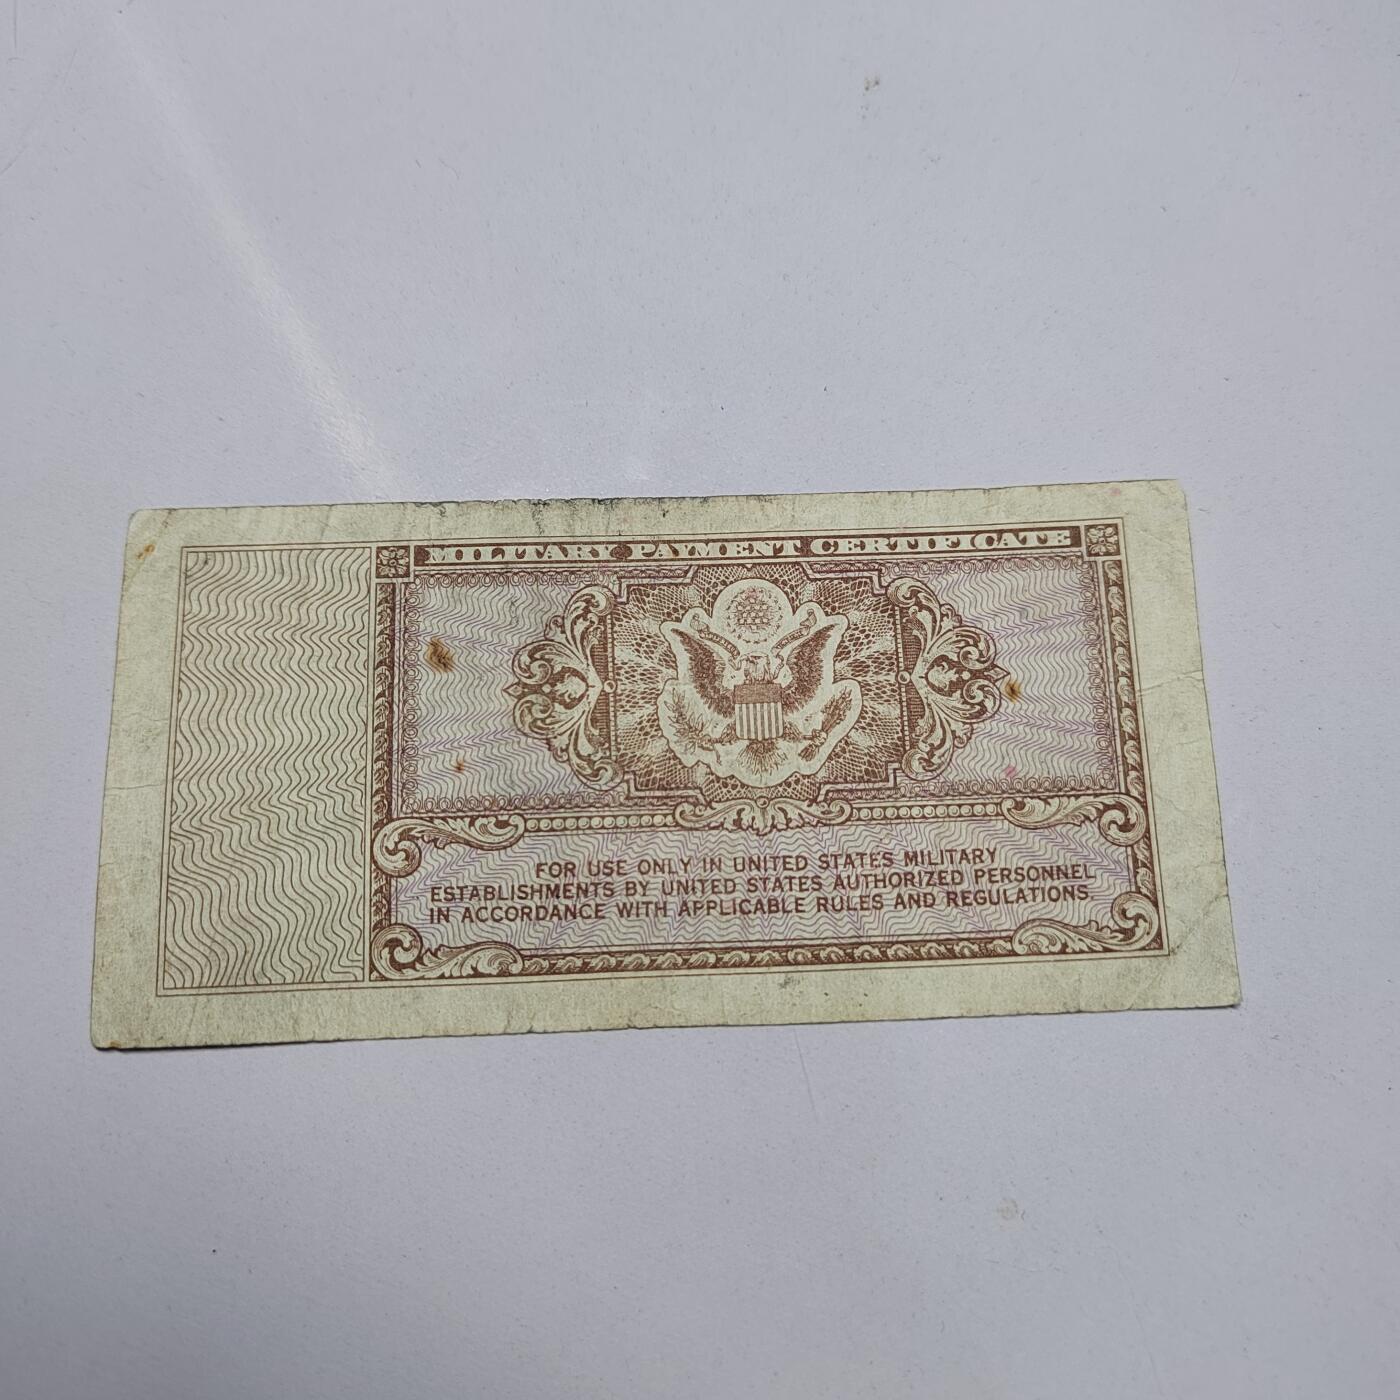 MILITARY PAYMENT CERTIFICATE
FOR USE ONLY IN UNITED STATES MILITARY
ESTABLISHMENTS BY UNITED STATES AUTHORIZED PERSONNEL
IN ACCORDANCE WITH APPLICABLE RULES AND REGULATIONS.